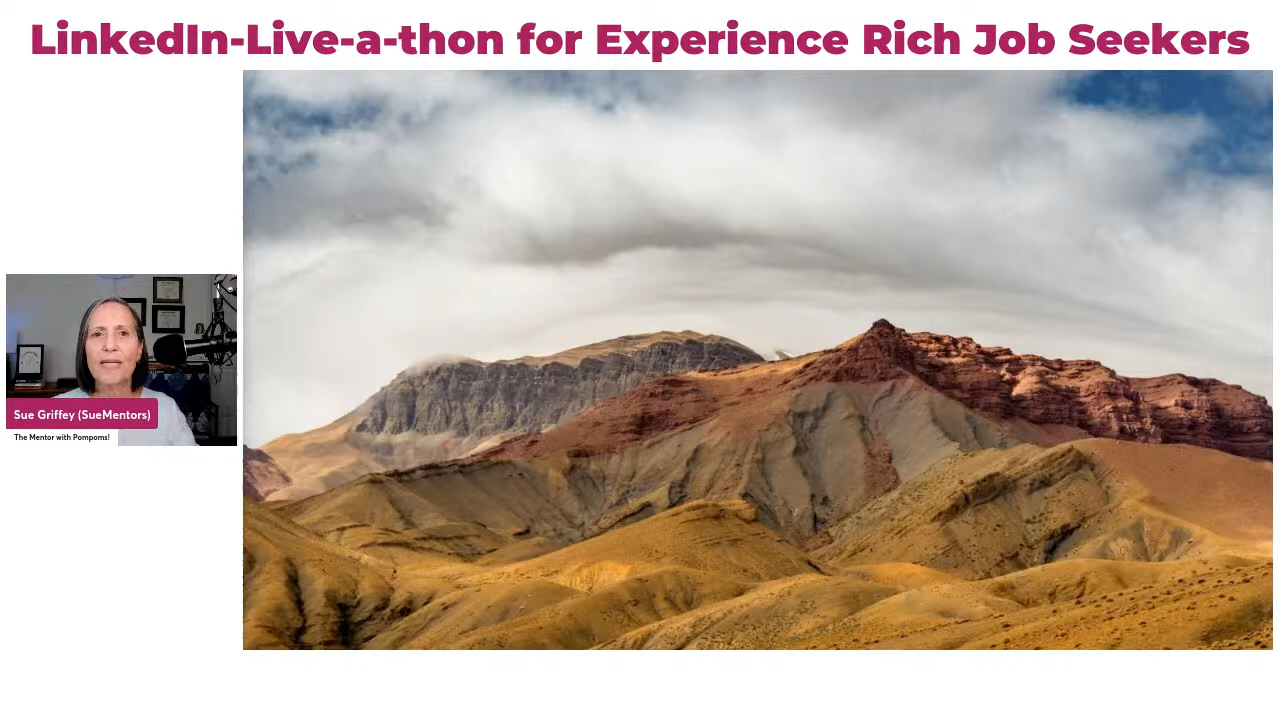 LinkedIn-Live-a-thon for Experience Rich Job Seekers
Sue Griffey (SueMentors)
The Mentor with Pompoms!